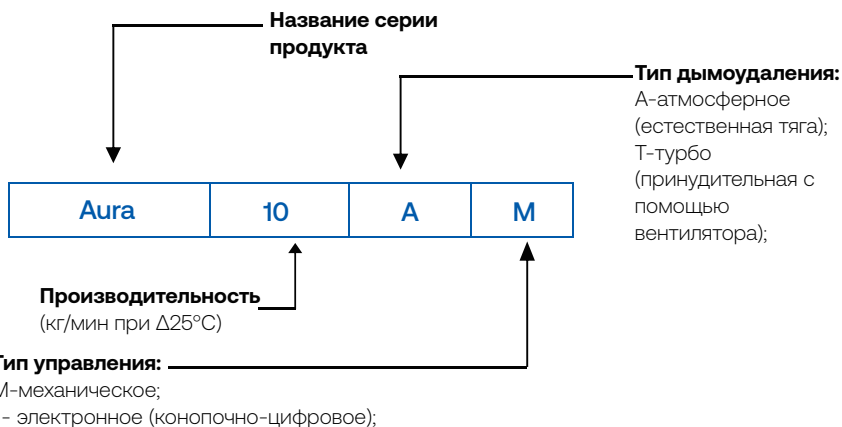 Название серии
продукта
Тип дымоудаления:
А-атмосферное
(естественная тяга);
Т-турбо
(принудительная с
помощью
вентилятора);
Aura 10 A M
Производительность
(кг/мин при Δ25°C)
Тип управления:
М-механическое;
- электронное (конопочно-цифровое);